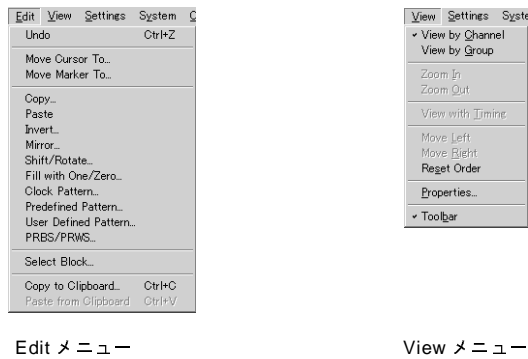 Edit View Settings System
Undo Ctrl+Z
Move Cursor To...
Move Marker To...
Copy...
Paste
Invert...
Mirror...
Shift/Rotate...
Fill with One/Zero...
Clock Pattern...
Predefined Pattern...
User Defined Pattern...
PRBS/PRWS...
Select Block...
Copy to Clipboard... Ctrl+C
Paste from Clipboard Ctrl+V
Edit メニュー
View Settings Syste
View by Channel
View by Group
Zoom In
Zoom Out
View with Timing
Move Left
Move Right
Reset Order
Properties...
Toolbar
View メニュー